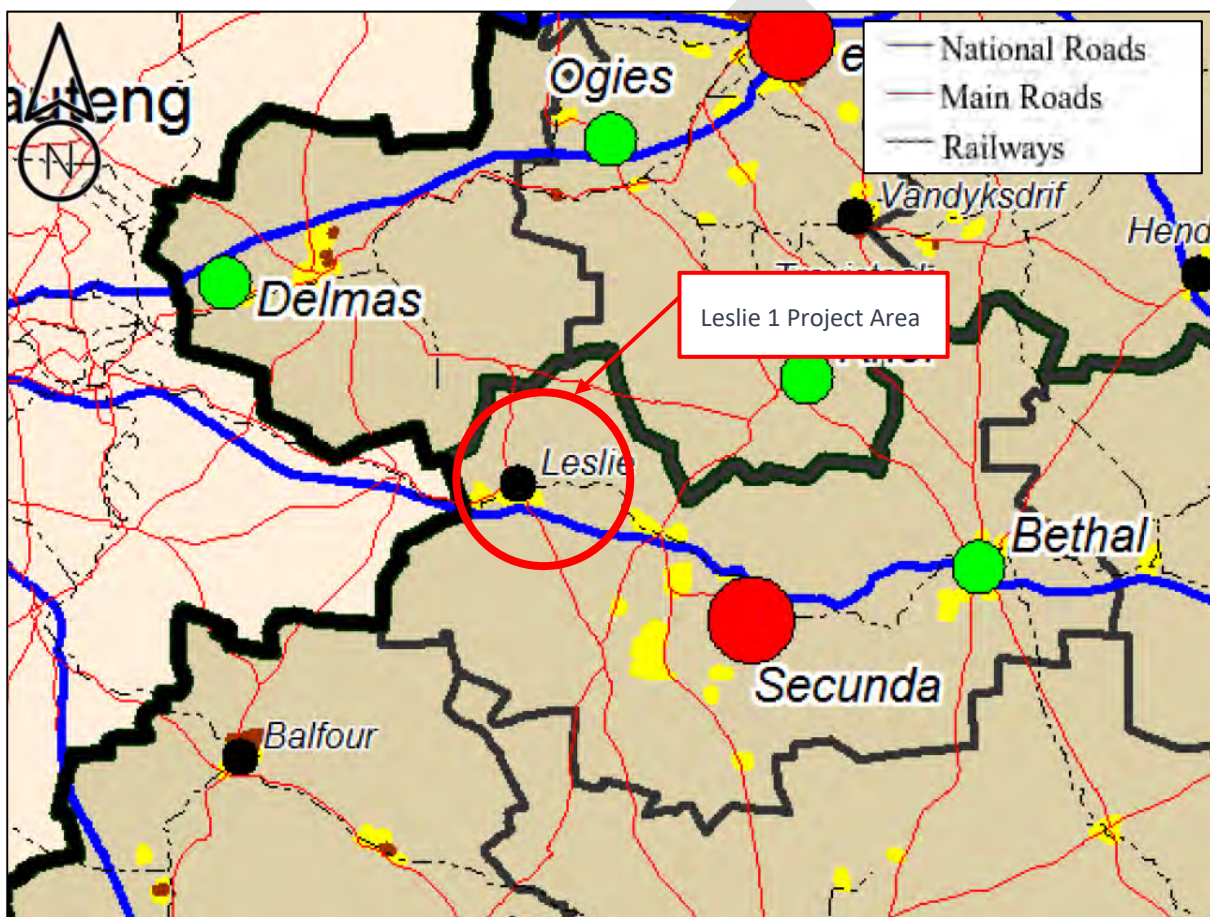 National Roads
Main Roads
Railways
Ogies
auteng
N
Vandyksdrif
Hend
Delmas
Leslie 1 Project Area
Leslie
Bethal
Secunda
Balfour